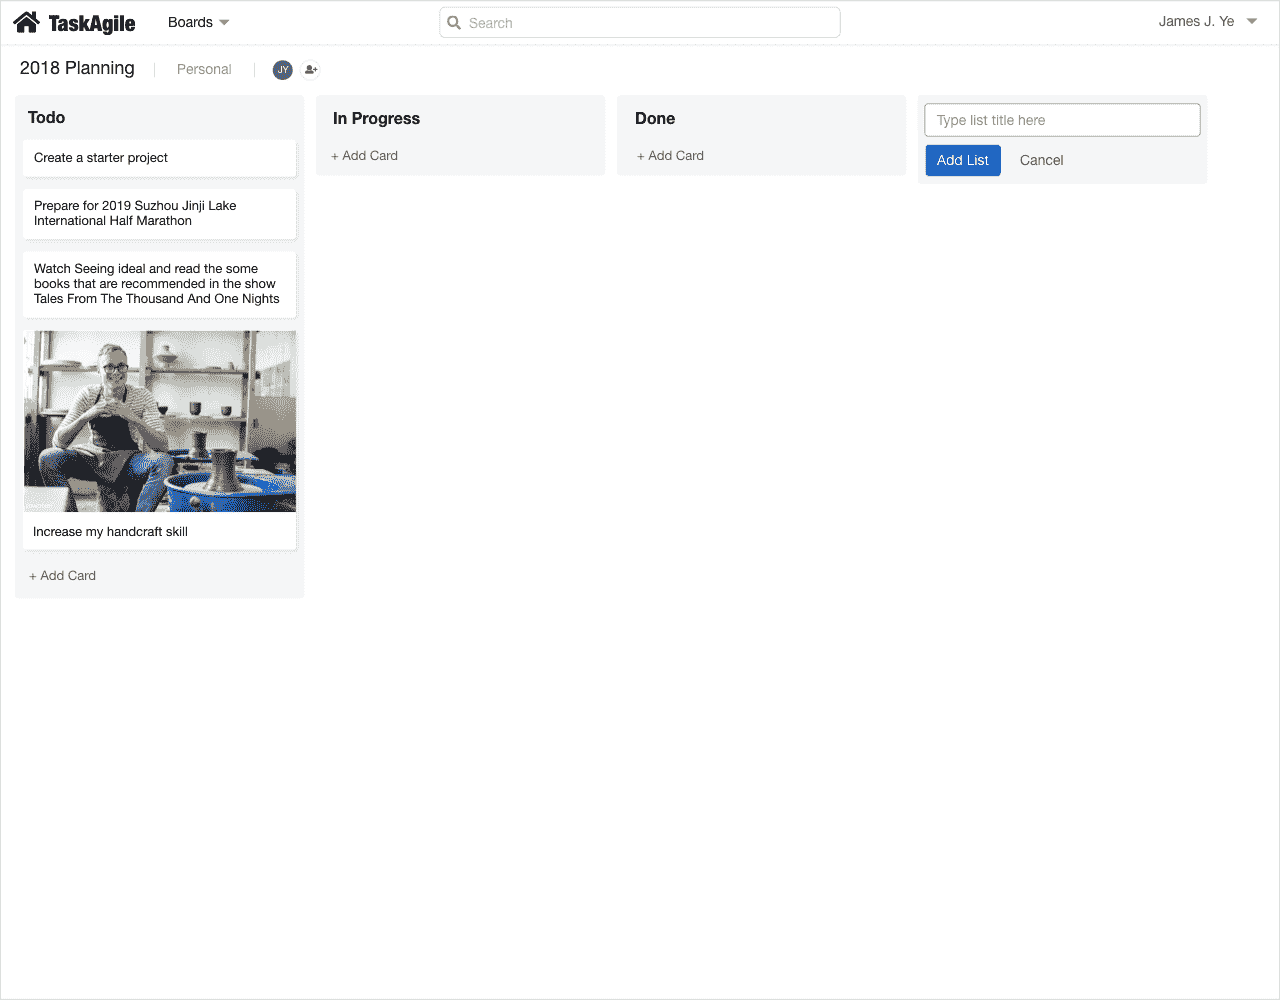 TaskAgile
Boards
Search
James J. Ye
2018 Planning
Personal
JY
Todo
Create a starter project
Prepare for 2019 Suzhou Jinji Lake
International Half Marathon
Watch Seeing ideal and read the some
books that are recommended in the show
Tales From The Thousand And One Nights
Increase my handcraft skill
+ Add Card
In Progress
+ Add Card
Done
+ Add Card
Type list title here
Add List
Cancel